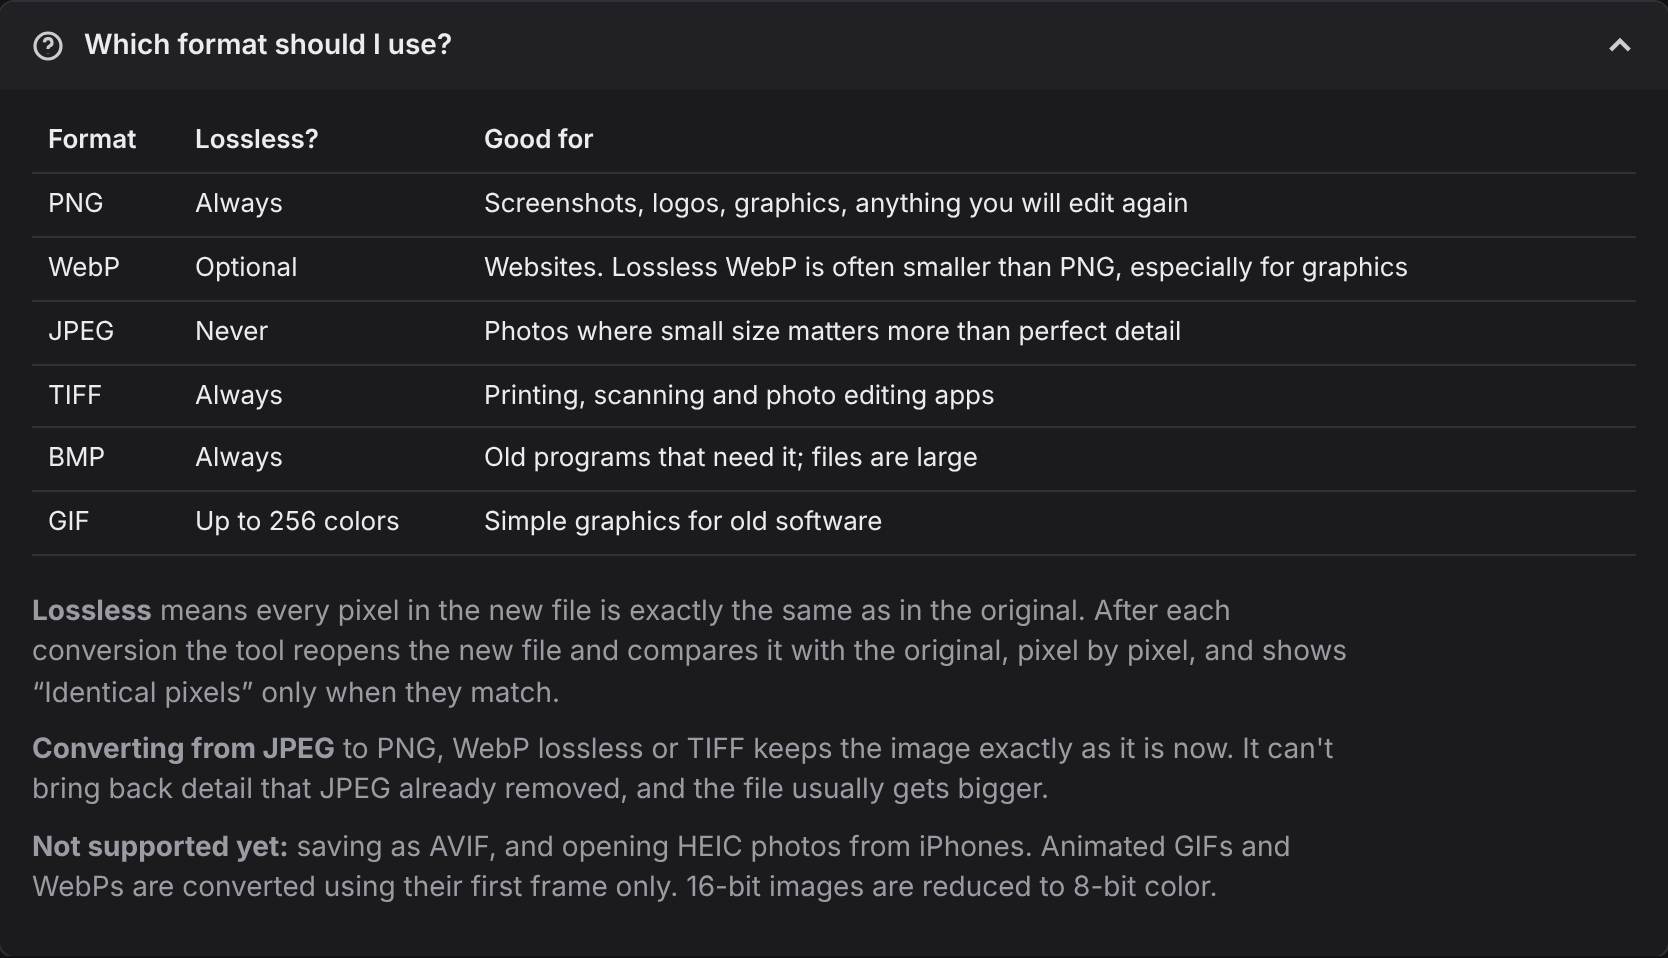 Which format should I use?
Format Lossless? Good for
PNG Always Screenshots, logos, graphics, anything you will edit again
WebP Optional Websites. Lossless WebP is often smaller than PNG, especially for graphics
JPEG Never Photos where small size matters more than perfect detail
TIFF Always Printing, scanning and photo editing apps
BMP Always Old programs that need it; files are large
GIF Up to 256 colors Simple graphics for old software
Lossless means every pixel in the new file is exactly the same as in the original. After each
conversion the tool reopens the new file and compares it with the original, pixel by pixel, and shows
“Identical pixels” only when they match.
Converting from JPEG to PNG, WebP lossless or TIFF keeps the image exactly as it is now. It can't
bring back detail that JPEG already removed, and the file usually gets bigger.
Not supported yet: saving as AVIF, and opening HEIC photos from iPhones. Animated GIFs and
WebPs are converted using their first frame only. 16-bit images are reduced to 8-bit color.